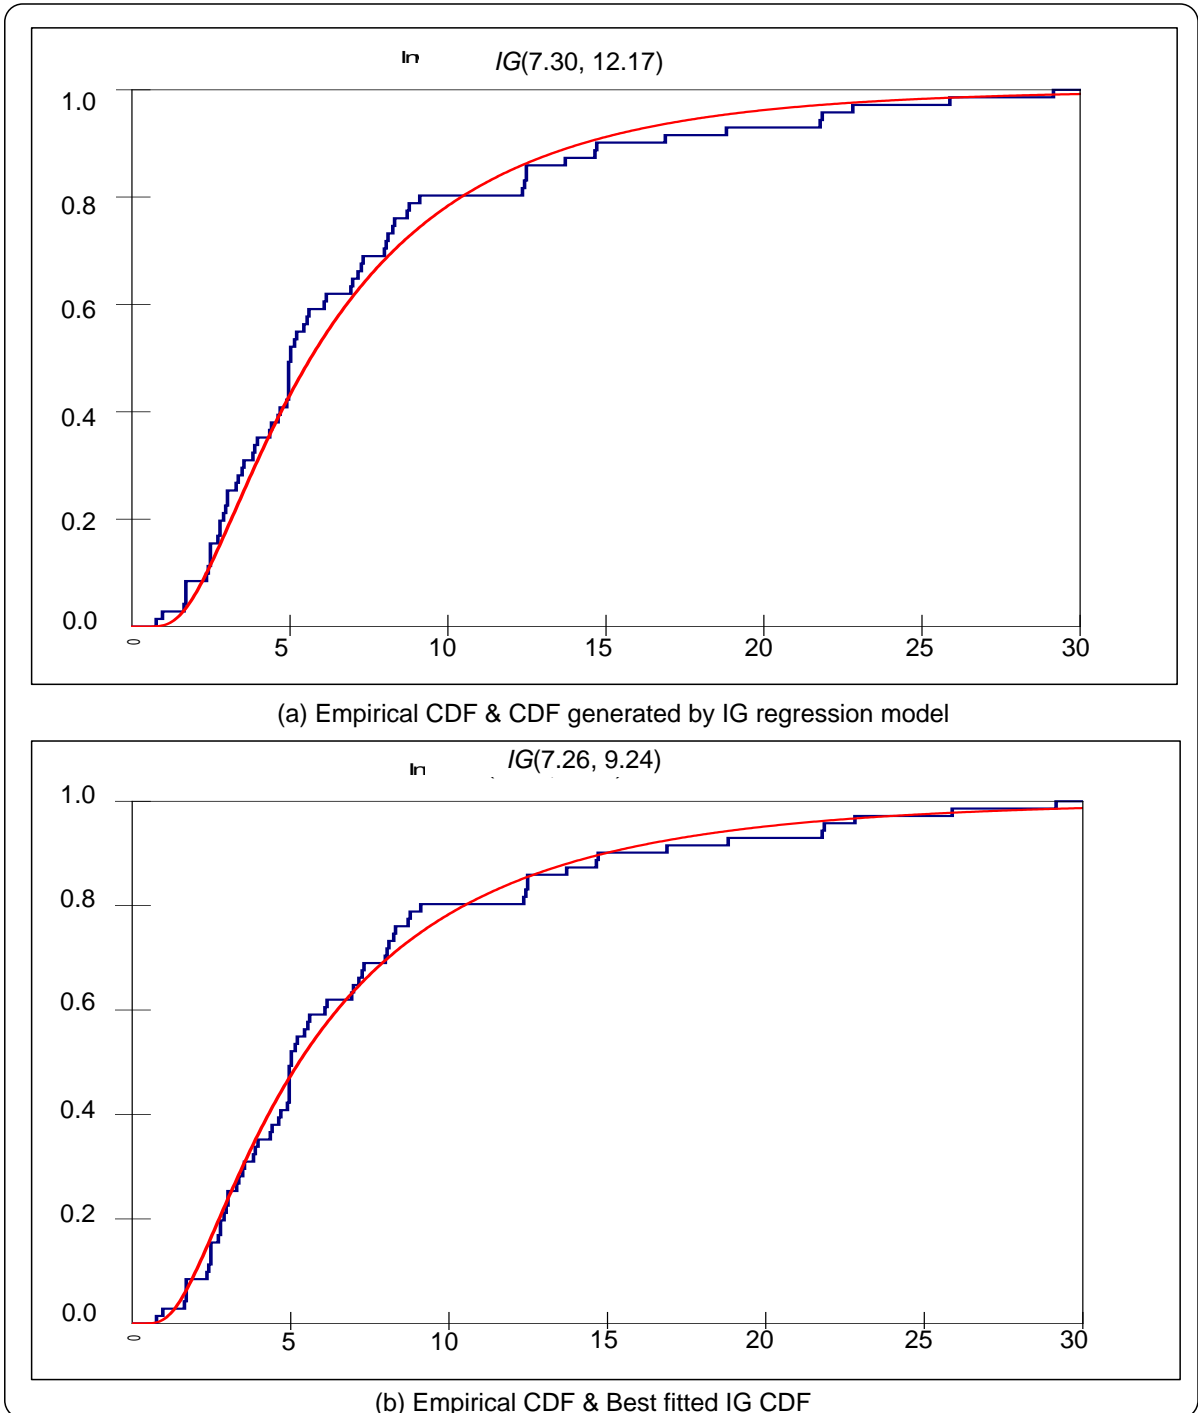 IG(7.30, 12.17)
1.0
0.8
0.6
0.4
0.2
0.0
0 5 10 15 20 25 30
(a) Empirical CDF & CDF generated by IG regression model
IG(7.26, 9.24)
1.0
0.8
0.6
0.4
0.2
0.0
0 5 10 15 20 25 30
(b) Empirical CDF & Best fitted IG CDF